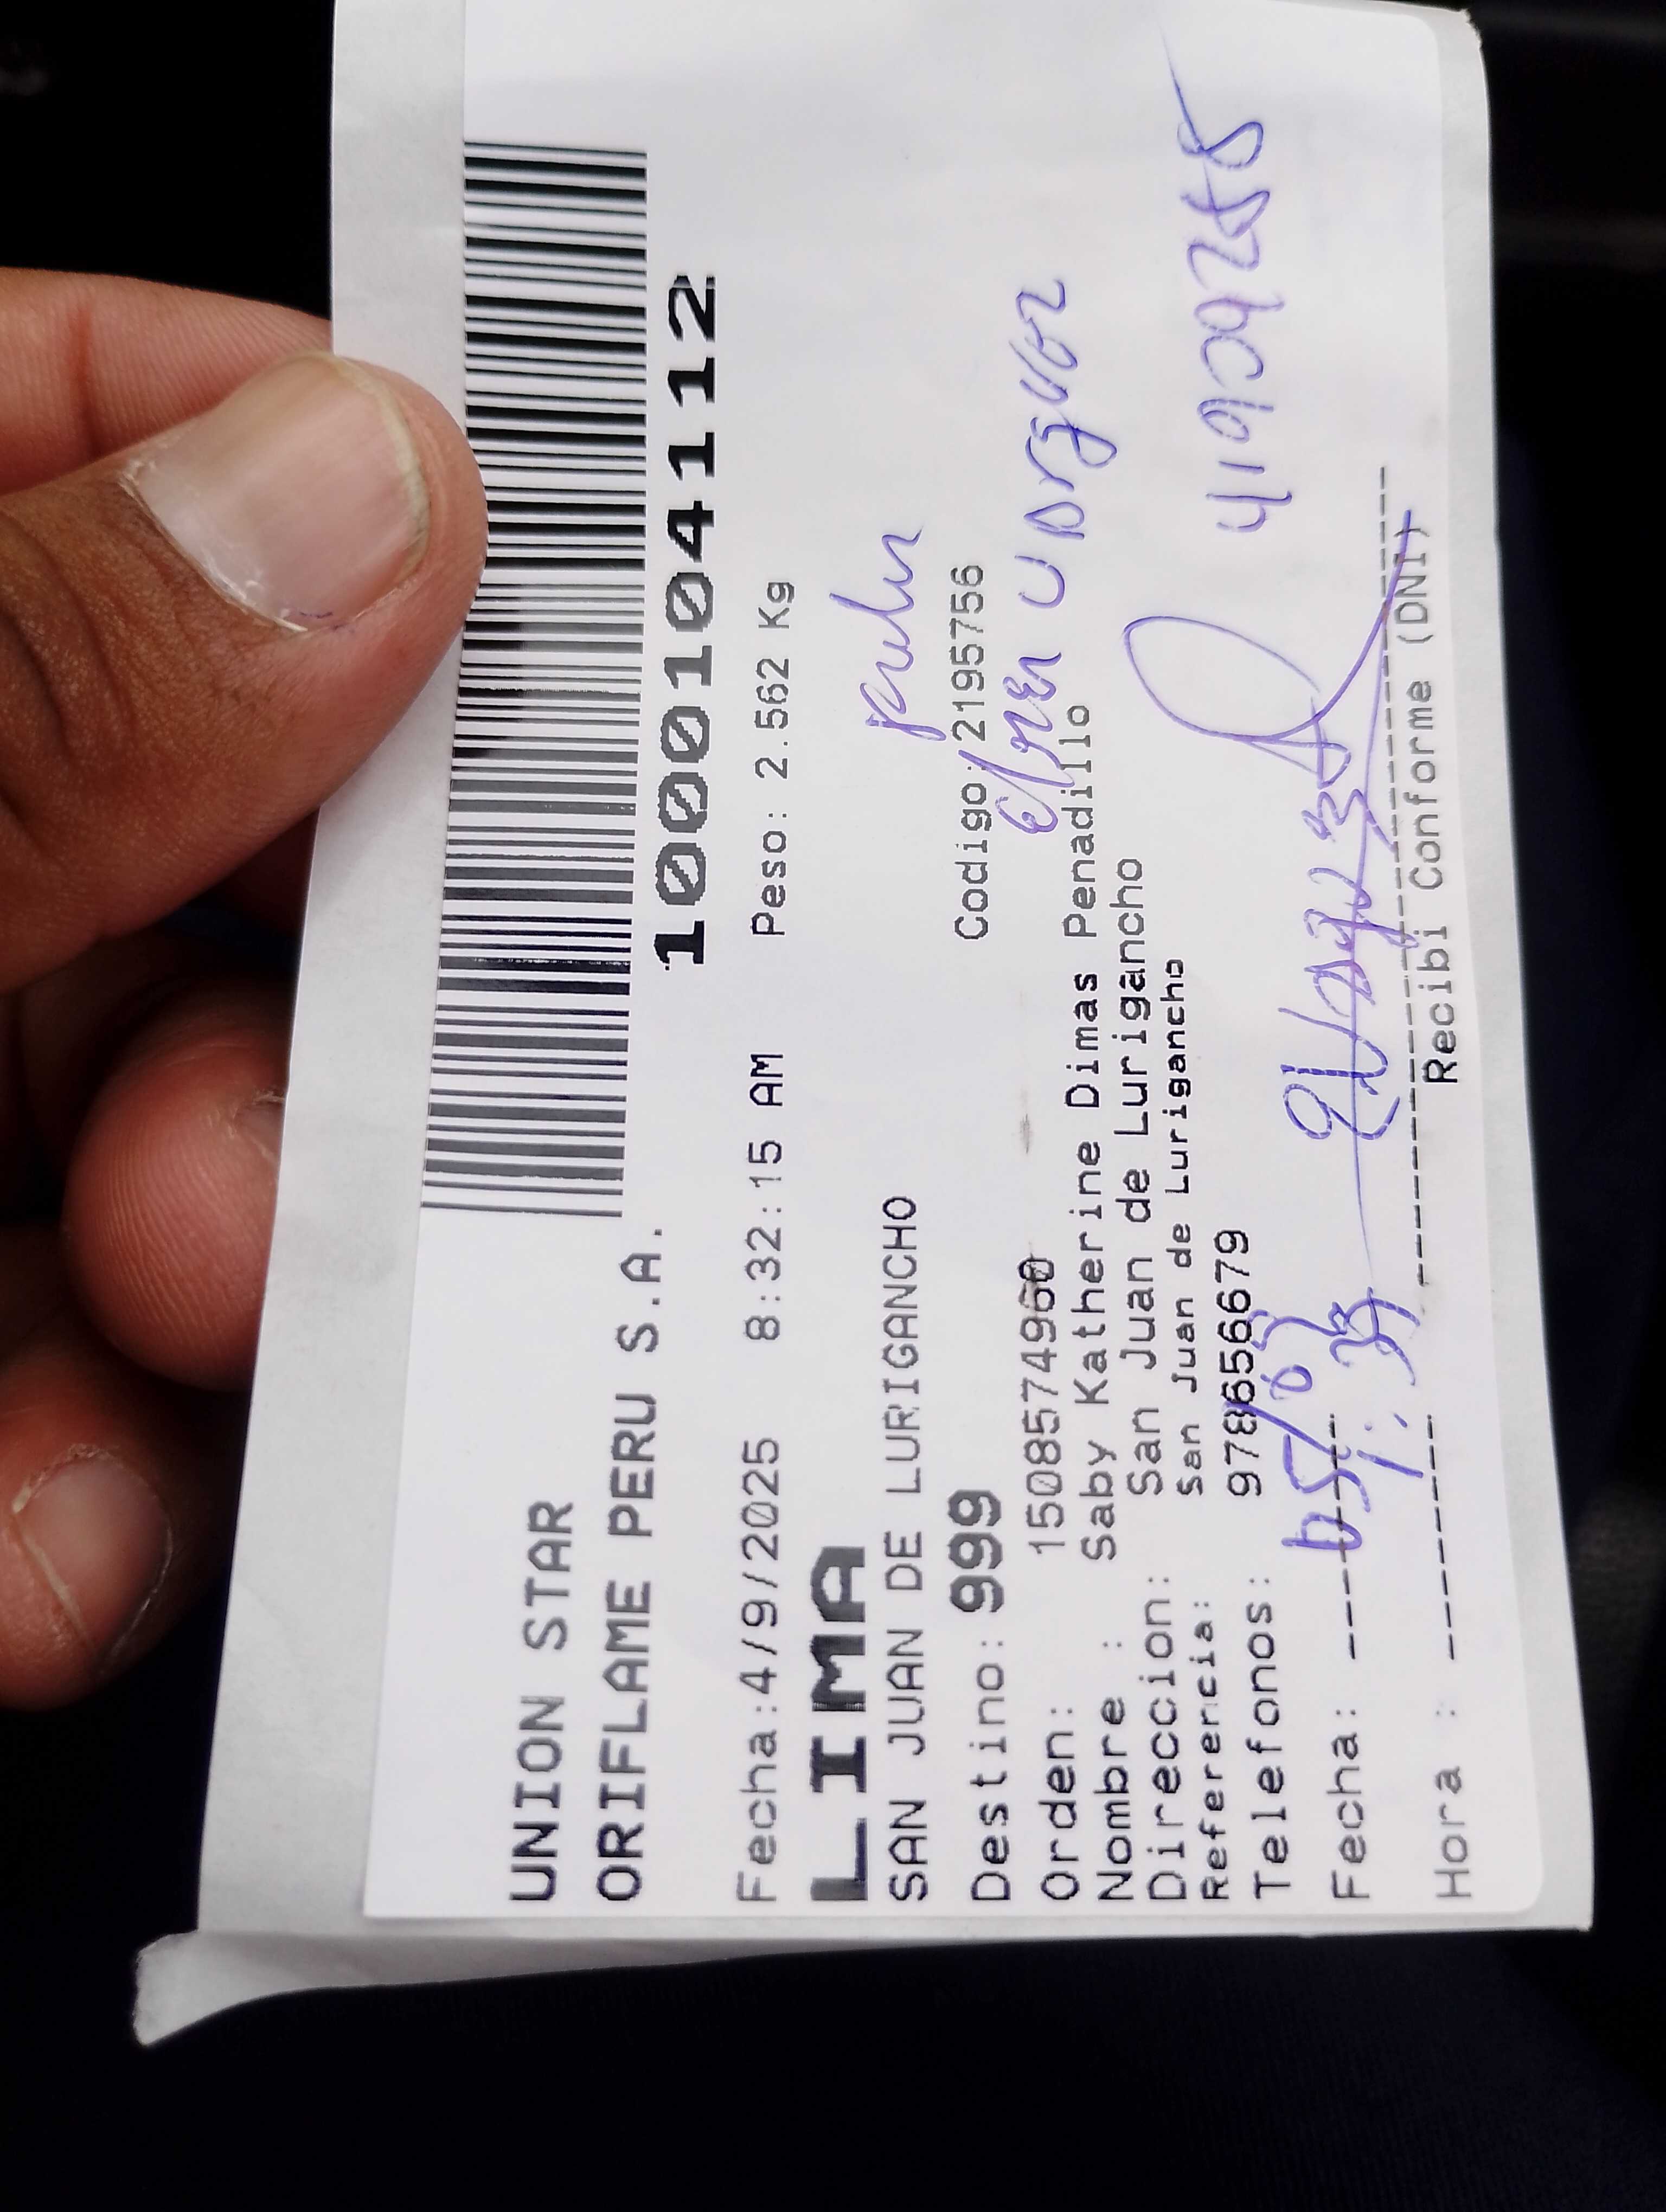 UNION STAR
ORIFLAME PERU S.A.
1000104112
Fecha:4/9/2025 8:32:15 AM Peso: 2.562 Kg
LIMA
SAN JUAN DE LURIGANCHO
Destino: 999 Codigo:2195756
Orden: 1508574960
Nombre : Saby Katherine Dimas Penadillo
Direccion: San Juan de Lurigancho
Referencia: San Juan de Lurigancho
Telefonos: 978656679
Fecha:
Hora :
Recibi Conforme (DNI)